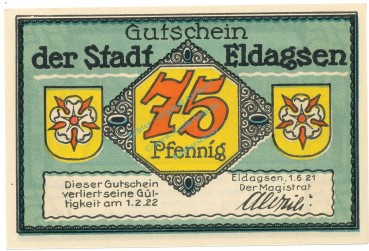 Gutschein
der Stadt Eldagsen
75
Pfennig
Dieser Gutschein
verliert seine Gül-
tigkeit am 1.2.22
Eldagsen, 1.6.21
Der Magistrat